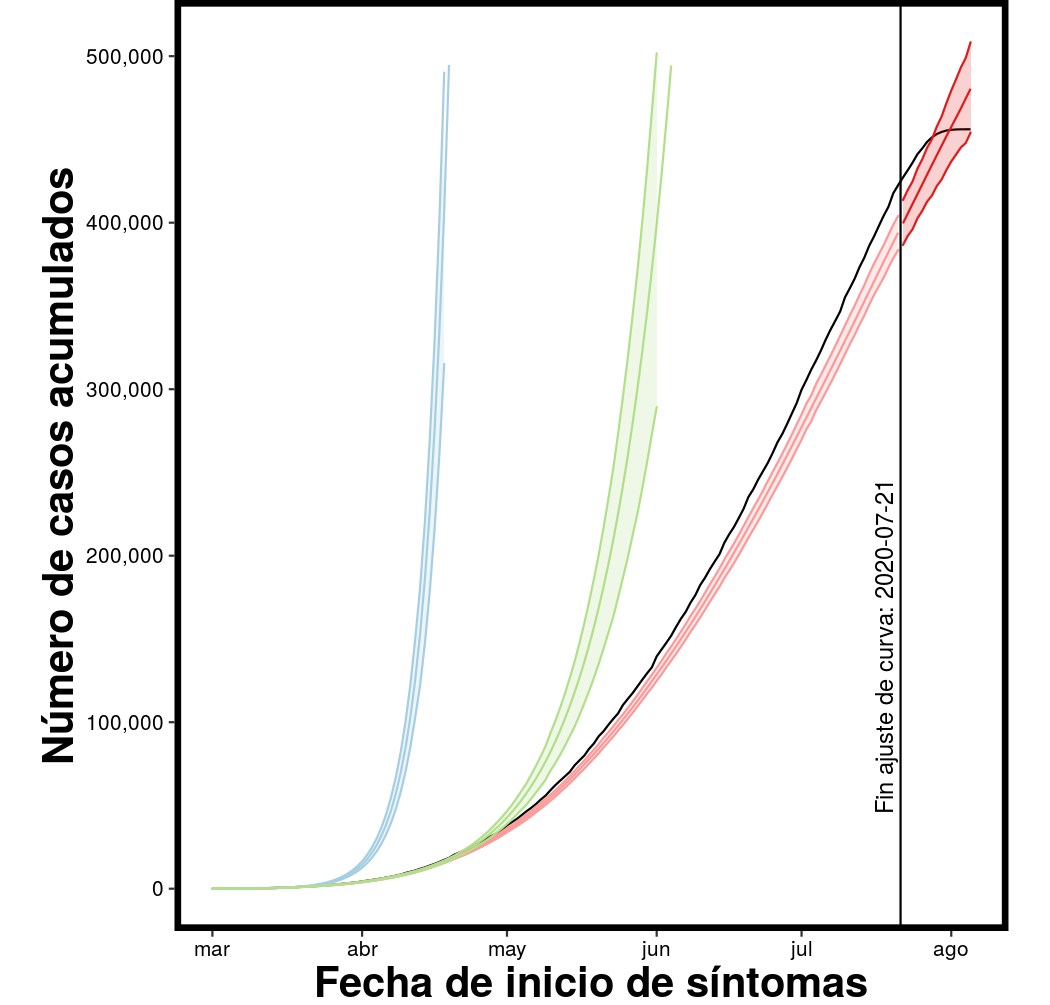 Número de casos acumulados
500,000
400,000
300,000
200,000
100,000
0
Fin ajuste de curva: 2020-07-21
mar abr may jun jul ago
Fecha de inicio de síntomas